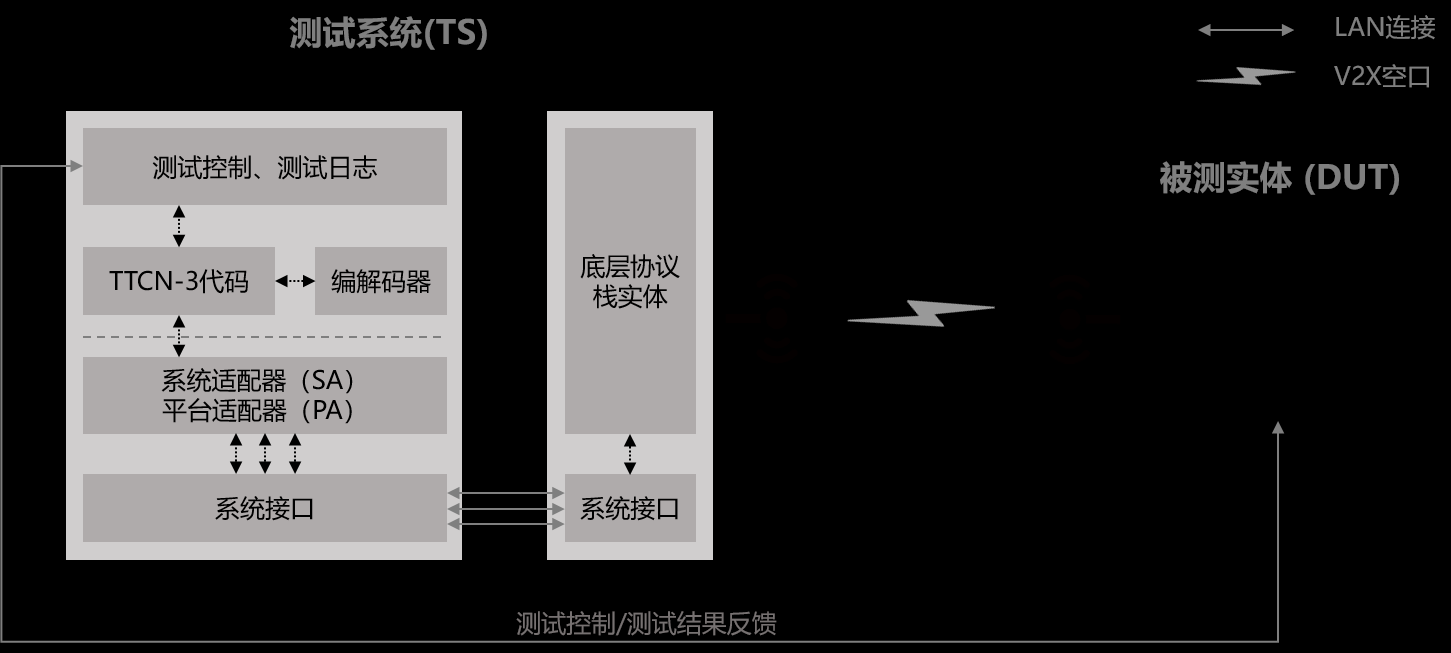 测试系统(TS)
LAN连接
V2X空口
测试控制、测试日志
被测实体 (DUT)
TTCN-3代码
编解码器
底层协议
栈实体
系统适配器（SA）
平台适配器（PA）
系统接口
系统接口
测试控制/测试结果反馈